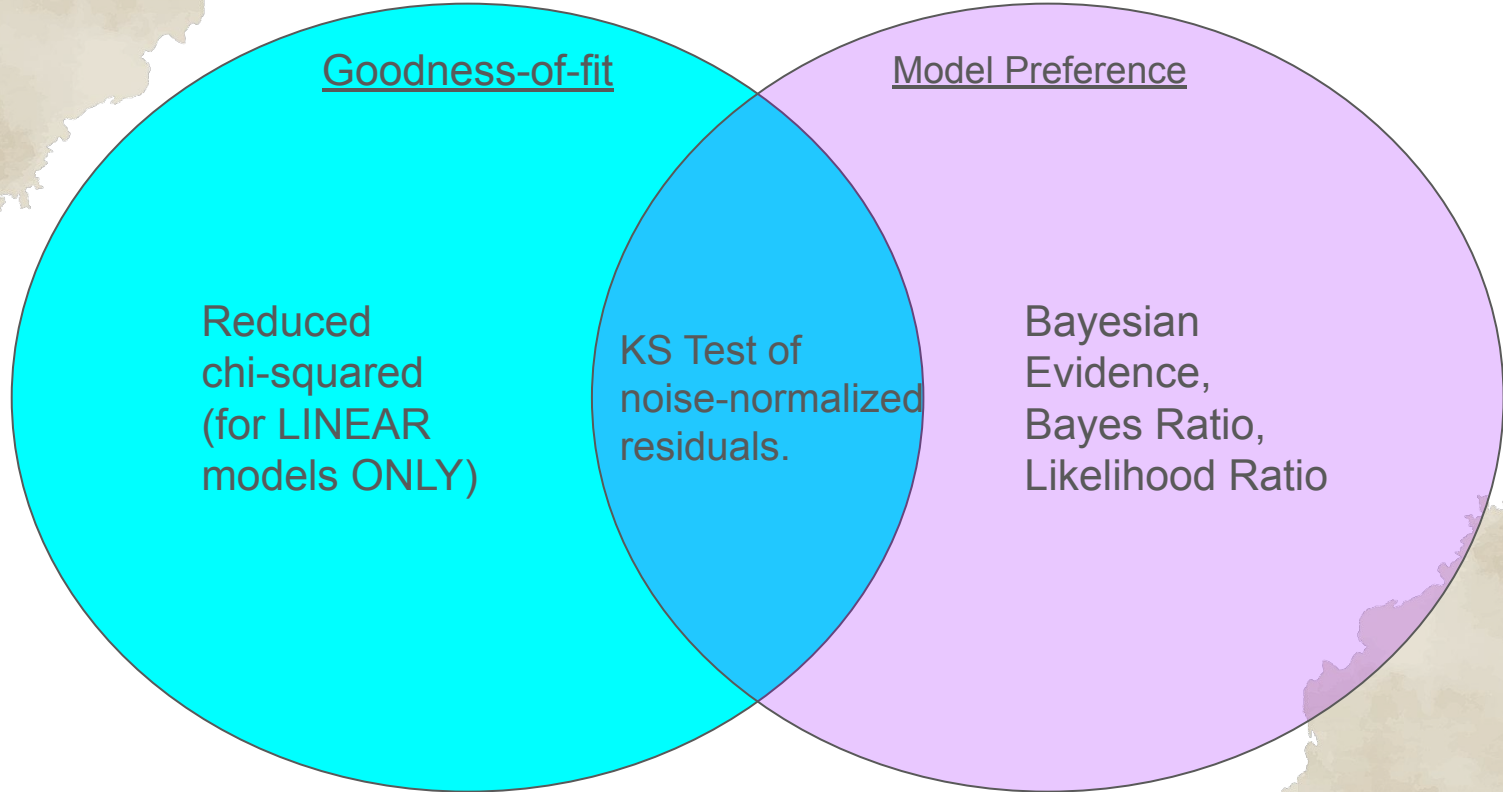 Goodness-of-fit
Model Preference
Reduced
chi-squared
(for LINEAR
models ONLY)
KS Test of
noise-normalized
residuals.
Bayesian
Evidence,
Bayes Ratio,
Likelihood Ratio